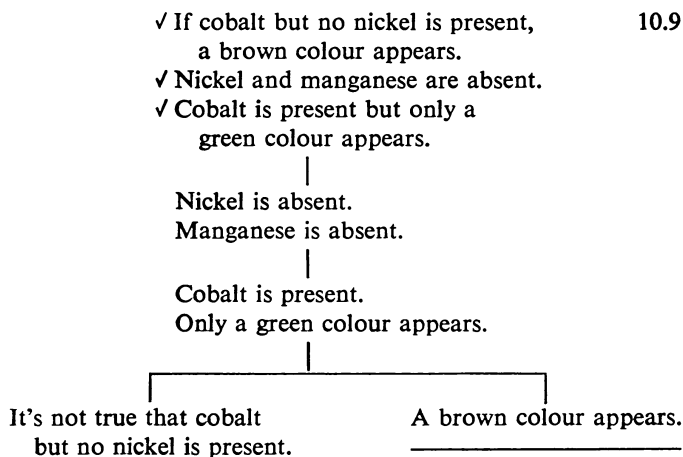 ✓ If cobalt but no nickel is present, 10.9
a brown colour appears.
✓ Nickel and manganese are absent.
✓ Cobalt is present but only a
green colour appears.
Nickel is absent.
Manganese is absent.
Cobalt is present.
Only a green colour appears.
It's not true that cobalt
but no nickel is present.
A brown colour appears.